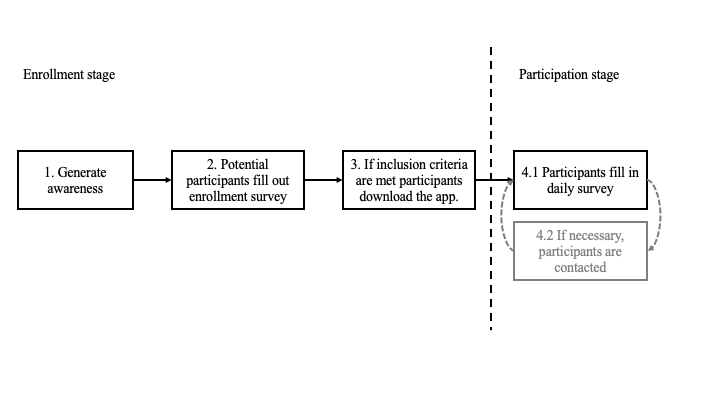 Enrollment stage
Participation stage
1. Generate
awareness
2. Potential
participants fill out
enrollment survey
3. If inclusion criteria
are met participants
download the app.
4.1 Participants fill in
daily survey
4.2 If necessary,
participants are
contacted